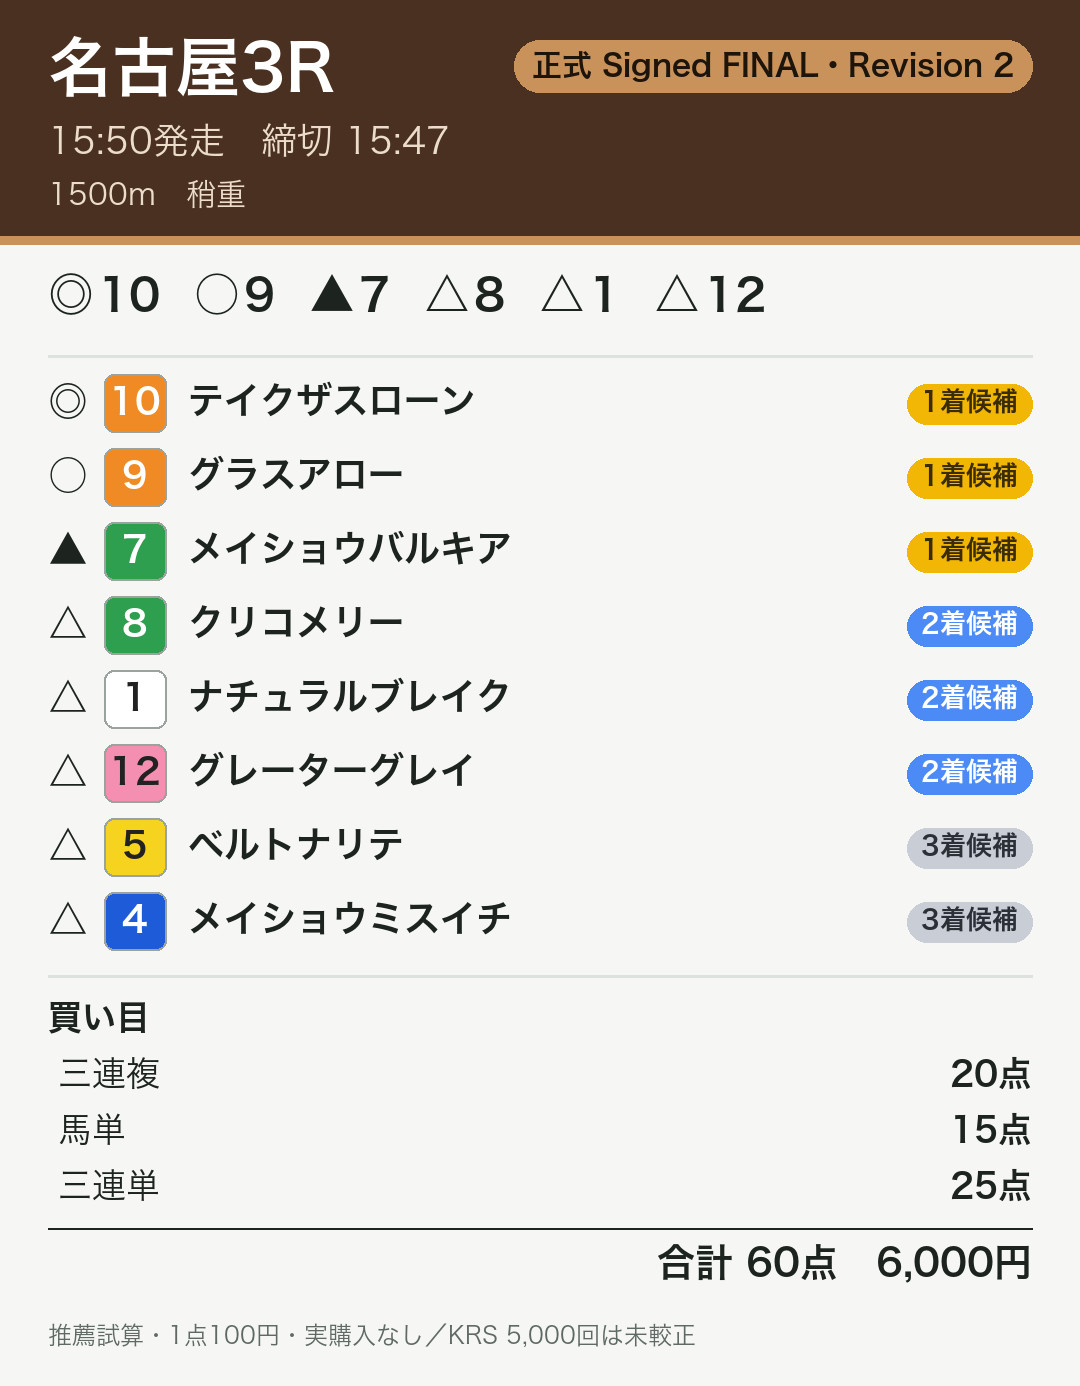 名古屋3R 正式 Signed FINAL・Revision 2
15:50発走　締切 15:47
1500m　稍重
◎10 ○9 ▲7 △8 △1 △12
◎ 10 テイクザスローン 1着候補
○ 9 グラスアロー 1着候補
▲ 7 メイショウバルキア 1着候補
△ 8 クリコメリー 2着候補
△ 1 ナチュラルブレイク 2着候補
△ 12 グレーターグレイ 2着候補
△ 5 ベルトナリテ 3着候補
△ 4 メイショウミスイチ 3着候補
買い目
三連複 20点
馬単 15点
三連単 25点
合計 60点　6,000円
推薦試算・1点100円・実購入なし／KRS 5,000回は未較正